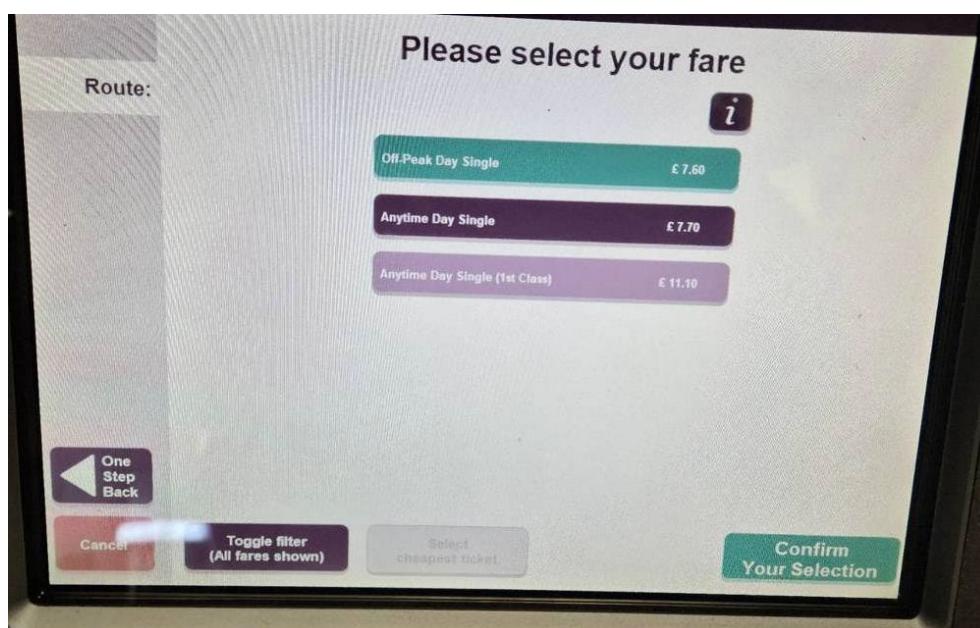 Please select your fare
Route:
i
Off-Peak Day Single £ 7.60
Anytime Day Single £ 7.70
Anytime Day Single (1st Class) £ 11.10
One
Step
Back
Cancel
Toggle filter
(All fares shown)
Select
cheapest ticket
Confirm
Your Selection